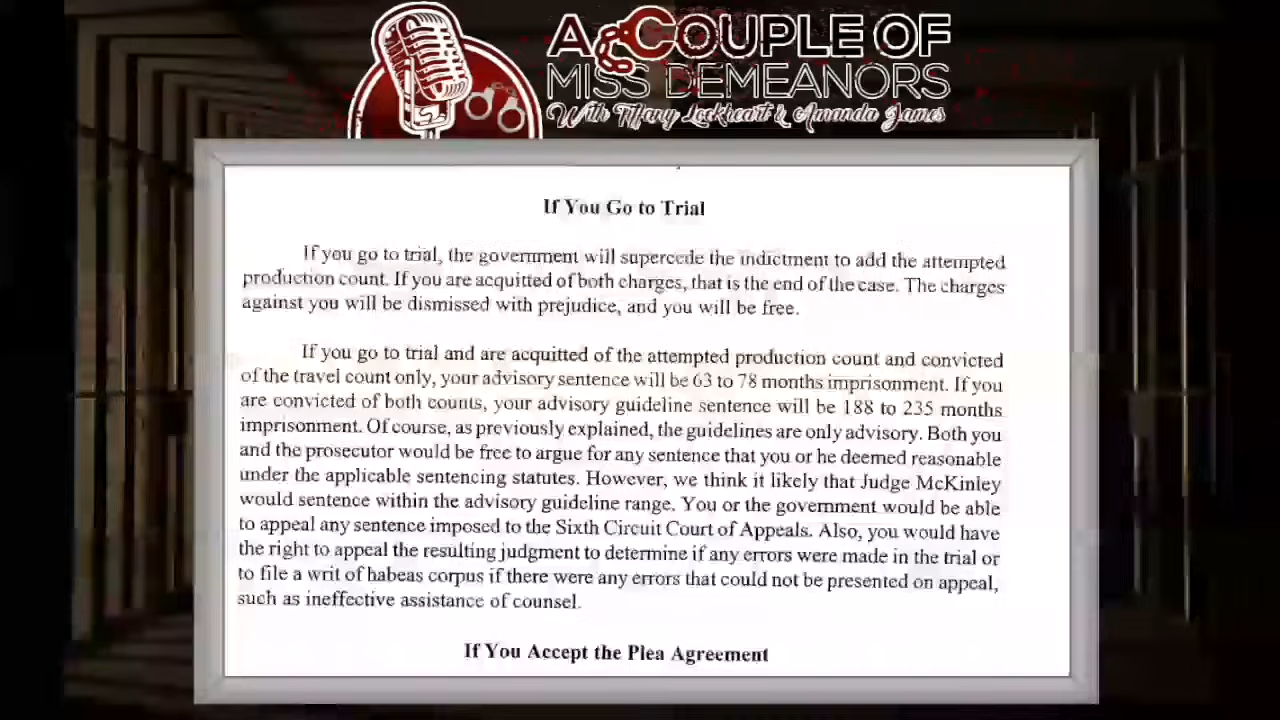 A COUPLE OF
MISS DEMEANORS
With Tiffany Lockheart & Amanda James
If You Go to Trial
If you go to trial, the government will supercede the indictment to add the attempted
production count. If you are acquitted of both charges, that is the end of the case. The charges
against you will be dismissed with prejudice, and you will be free.
If you go to trial and are acquitted of the attempted production count and convicted
of the travel count only, your advisory sentence will be 63 to 78 months imprisonment. If you
are convicted of both counts, your advisory guideline sentence will be 188 to 235 months
imprisonment. Of course, as previously explained, the guidelines are only advisory. Both you
and the prosecutor would be free to argue for any sentence that you or he deemed reasonable
under the applicable sentencing statutes. However, we think it likely that Judge McKinley
would sentence within the advisory guideline range. You or the government would be able
to appeal any sentence imposed to the Sixth Circuit Court of Appeals. Also, you would have
the right to appeal the resulting judgment to determine if any errors were made in the trial or
to file a writ of habeas corpus if there were any errors that could not be presented on appeal,
such as ineffective assistance of counsel.
If You Accept the Plea Agreement